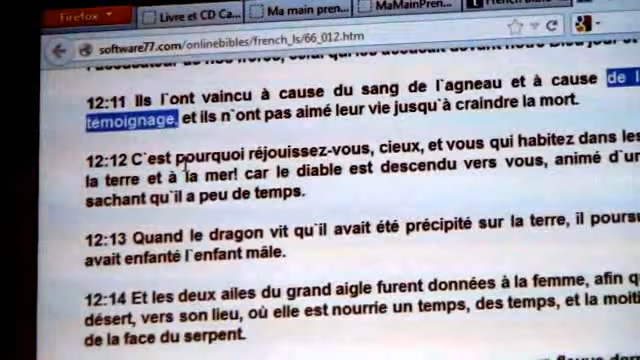 Firefox
Livre et CD Ca...
Ma main pren...
MaMainPren...
software77.com/onlinebibles/french_ls/66_012.htm
12:11 Ils l`ont vaincu à cause du sang de l`agneau et à cause de
témoignage, et ils n`ont pas aimé leur vie jusqu`à craindre la mort.
12:12 C`est pourquoi réjouissez-vous, cieux, et vous qui habitez dans les
la terre et à la mer! car le diable est descendu vers vous, animé d'un
sachant qu`il a peu de temps.
12:13 Quand le dragon vit qu`il avait été précipité sur la terre, il
avait enfanté l`enfant mâle.
12:14 Et les deux ailes du grand aigle furent données à la femme, afin
désert, vers son lieu, où elle est nourrie un temps, des temps, et la
de la face du serpent.